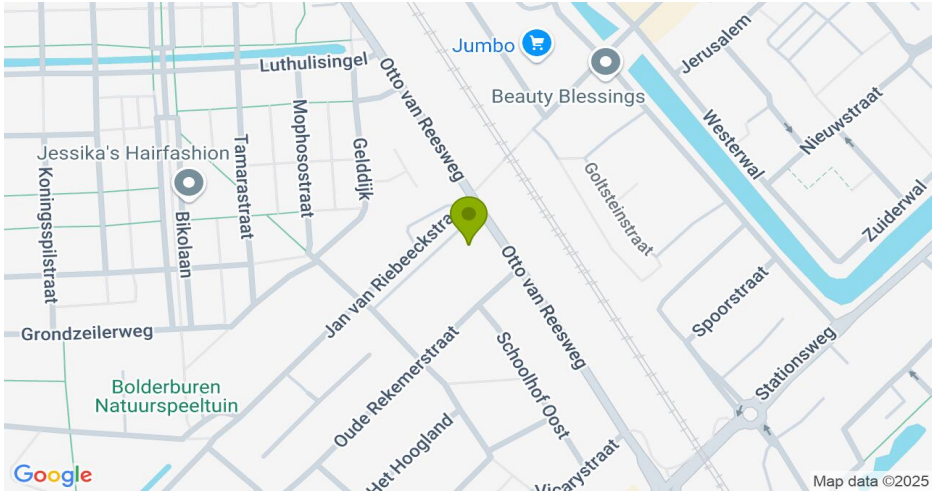 Jumbo
Beauty Blessings
Luthulisingel
Otto van Reesweg
Jerusalem
Westerwal
Nieuwstraat
Zuiderwal
Goltsteinstraat
Jessika's Hairfashion
Koningsspilstraat
Bikolaan
Tamarastraat
Mophosostraat
Gelddijk
Jan van Riebeeckstra
Otto van Reesweg
Spoorstraat
Stationsweg
Grondzeilerweg
Bolderburen
Natuurspeeltuin
Oude Rekemerstraat
Schoolhof Oost
Het Hoogland
Vicarystraat
Google
Map data ©2025